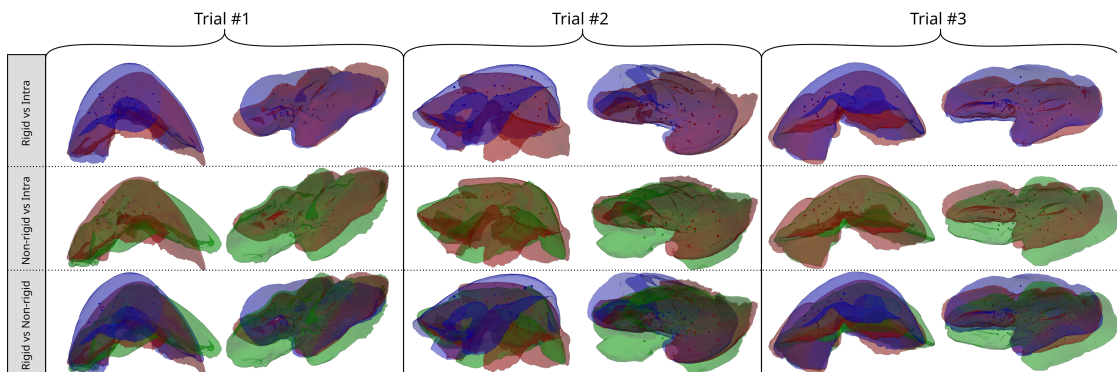 Trial #1
Trial #2
Trial #3
Rigid vs Intra
Non-rigid vs Intra
Rigid vs Non-rigid